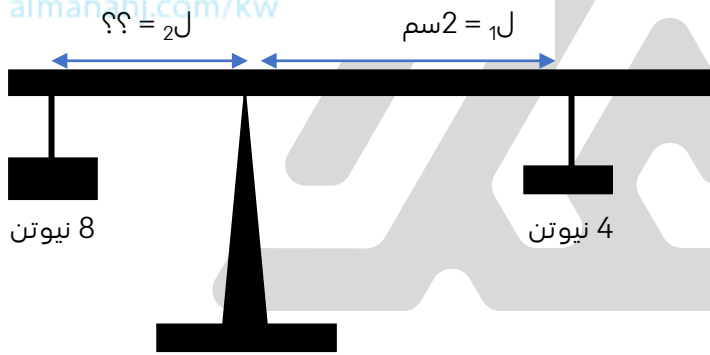 almanahj.com/kw
ل1 = 2سم
ل2 = ؟؟
4 نيوتن
8 نيوتن